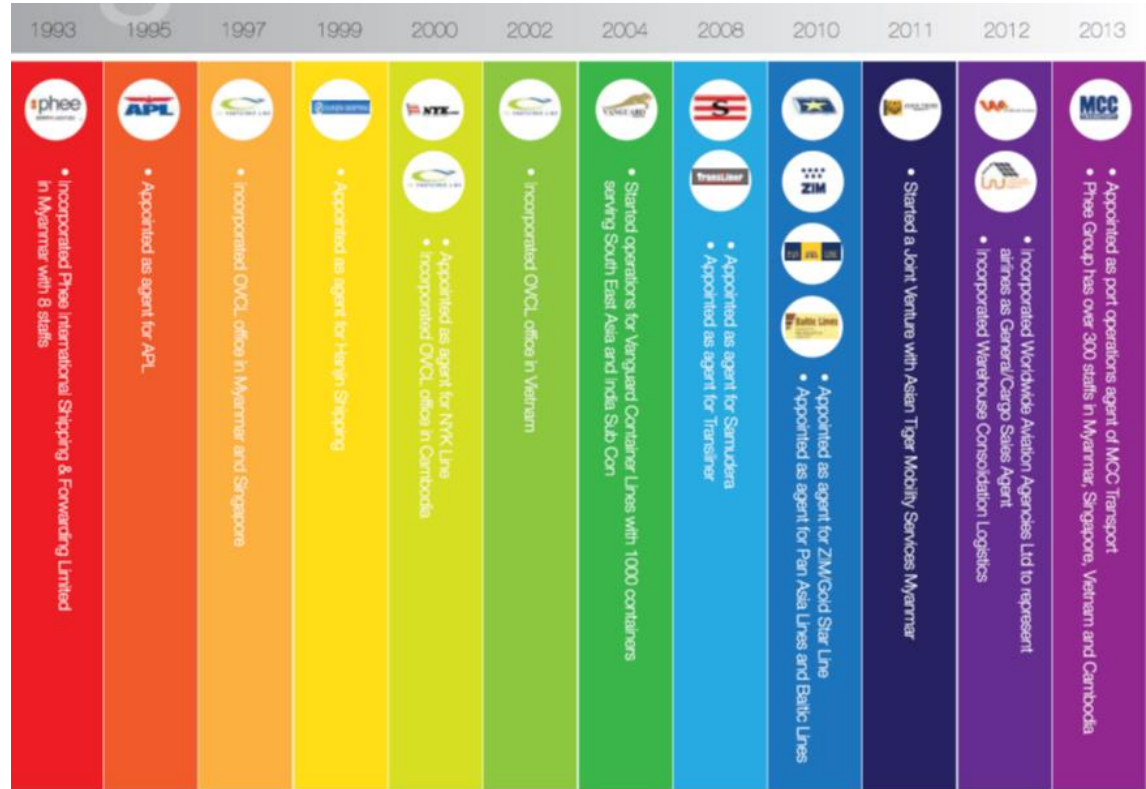 1993
1995
1997
1999
2000
2002
2004
2008
2010
2011
2012
2013
phee
• Incorporated Phee International Shipping & Forwarding Limited
in Myanmar with 8 staffs
APL
• Appointed as agent for APL
• Incorporated OVCL office in Myanmar and Singapore
• Appointed as agent for Hanjin Shipping
NYK
• Appointed as agent for NYK Line
• Incorporated OVCL office in Cambodia
• Incorporated OVCL office in Vietnam
VANGUARD
• Started operations for Vanguard Container Lines with 1000 containers
serving South East Asia and India Sub Con
S
TransLiner
• Appointed as agent for Samudera
• Appointed as agent for Transliner
ZIM
Baltic Lines
• Appointed as agent for ZIM/Gold Star Line
• Appointed as agent for Pan Asia Lines and Baltic Lines
• Started a Joint Venture with Asian Tiger Mobility Services Myanmar
• Incorporated Worldwide Aviation Agencies Ltd to represent
airlines as General/Cargo Sales Agent
• Incorporated Warehouse Consolidation Logistics
MCC
• Appointed as port operations agent of MCC Transport
• Phee Group has over 300 staffs in Myanmar, Singapore, Vietnam and Cambodia